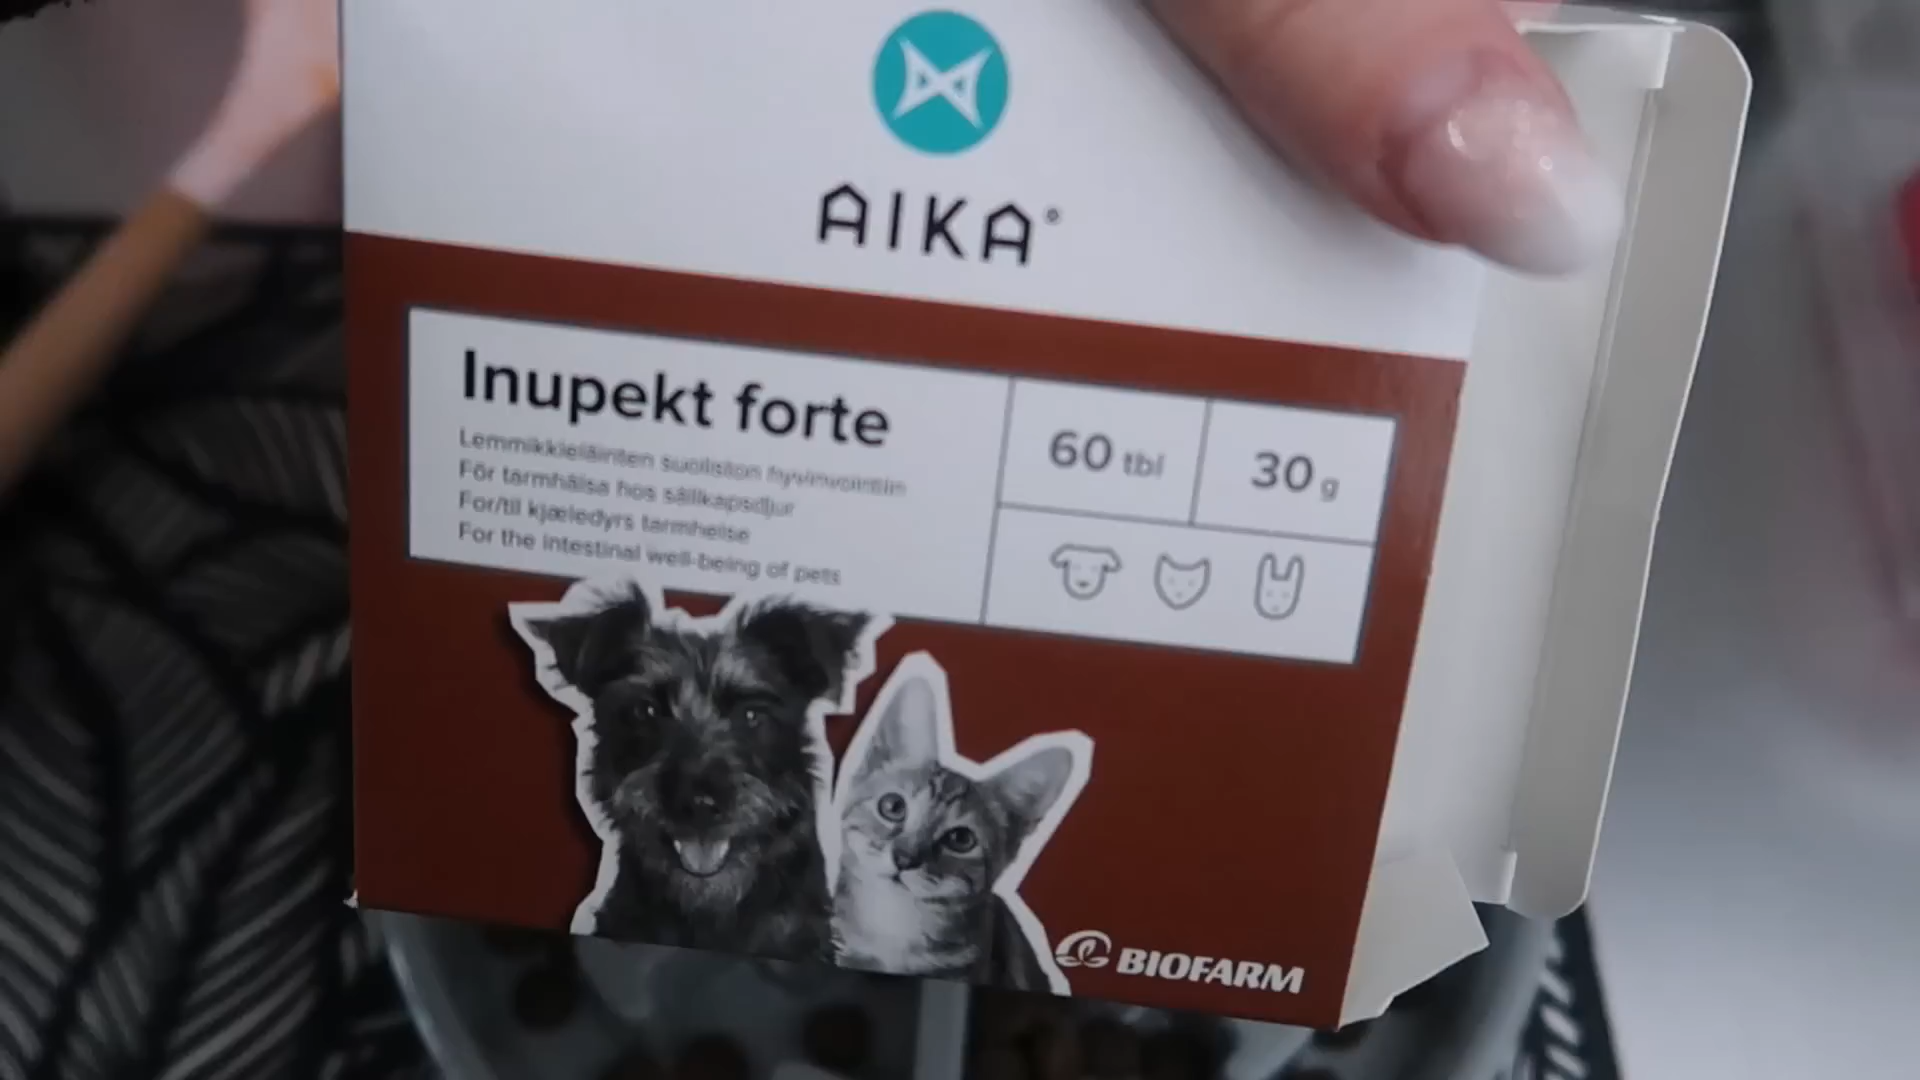 AIKA®
Inupekt forte
Lemmikkieläinten suoliston hyvinvointiin
För tarmhälsa hos sällskapsdjur
For/til kjæledyrs tarmhelse
For the intestinal well-being of pets
60 tbl
30 g
BIOFARM